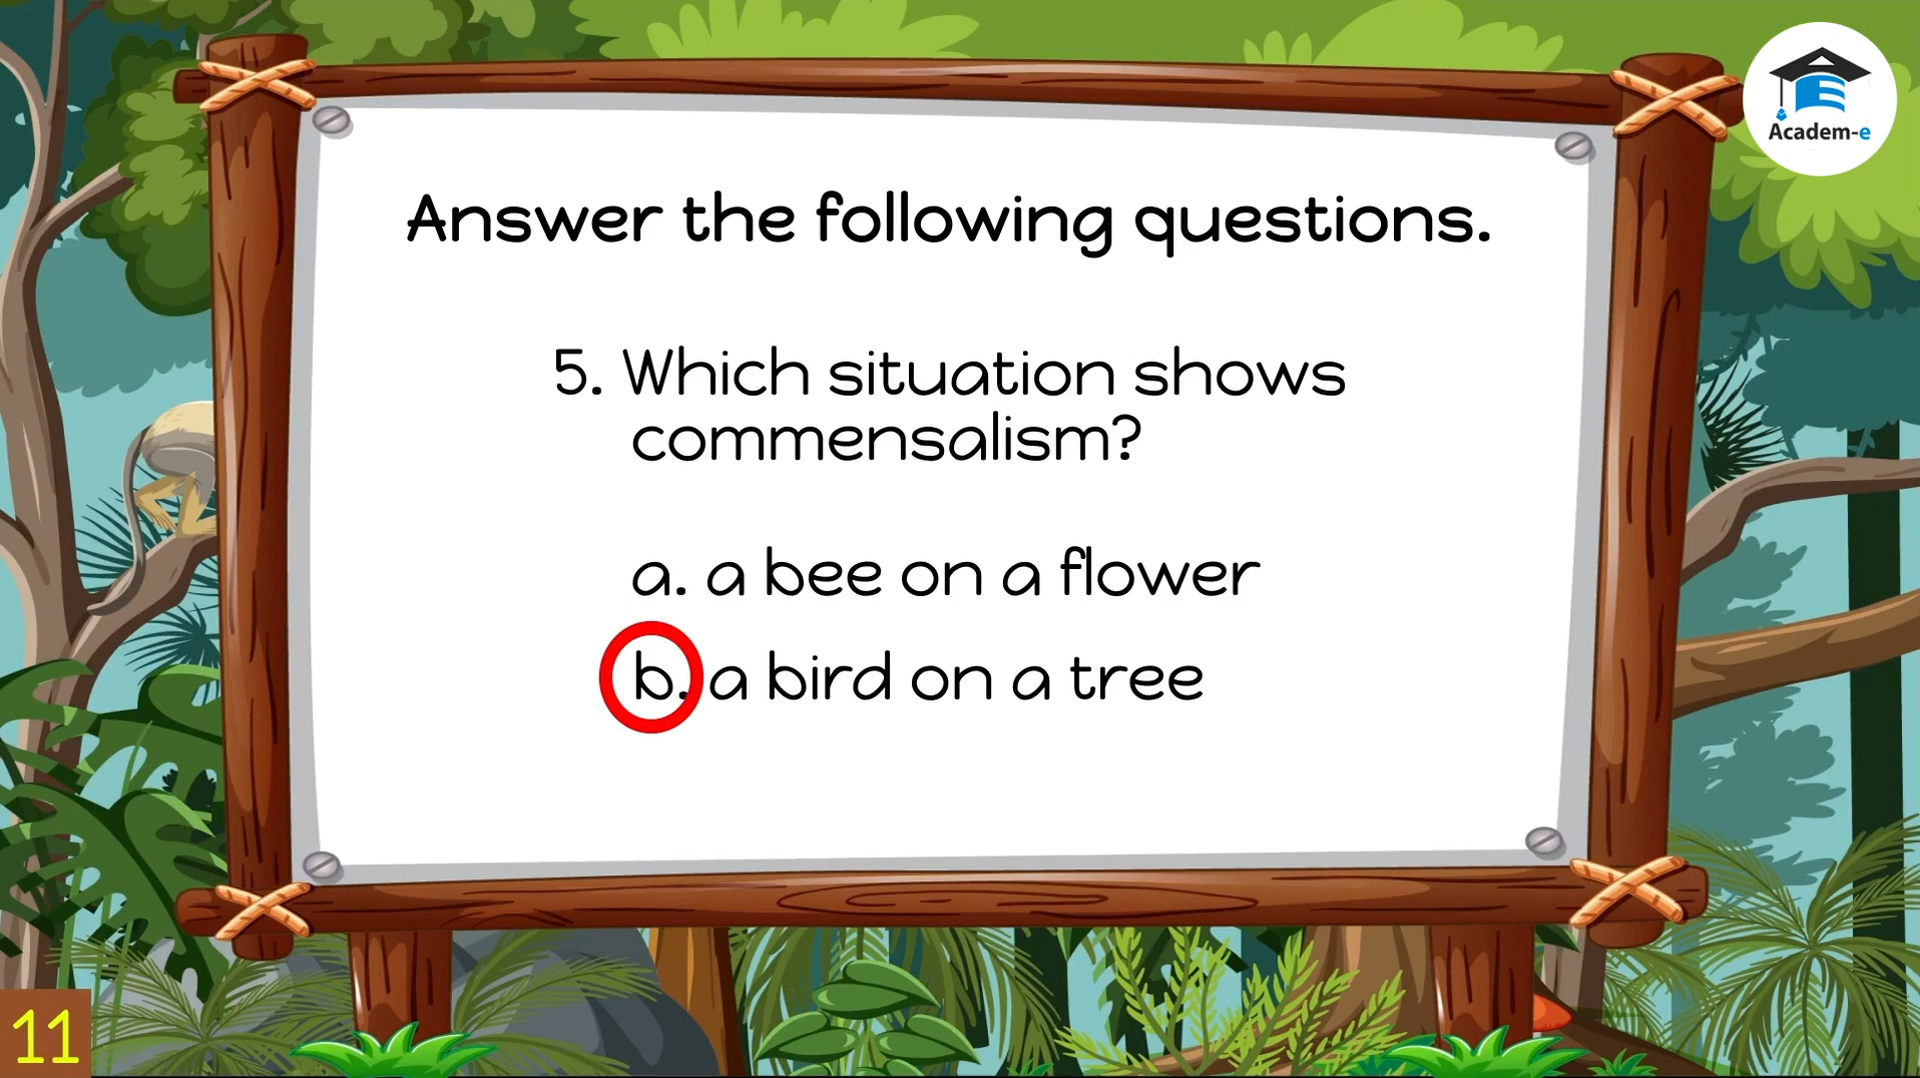 Academ-e
Answer the following questions.
5. Which situation shows
commensalism?
a. a bee on a flower
b. a bird on a tree
11